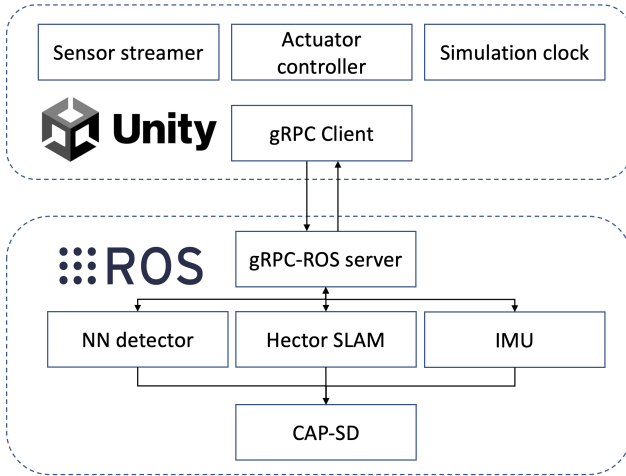 Sensor streamer
Actuator
controller
Simulation clock
Unity
gRPC Client
ROS
gRPC-ROS server
NN detector
Hector SLAM
IMU
CAP-SD